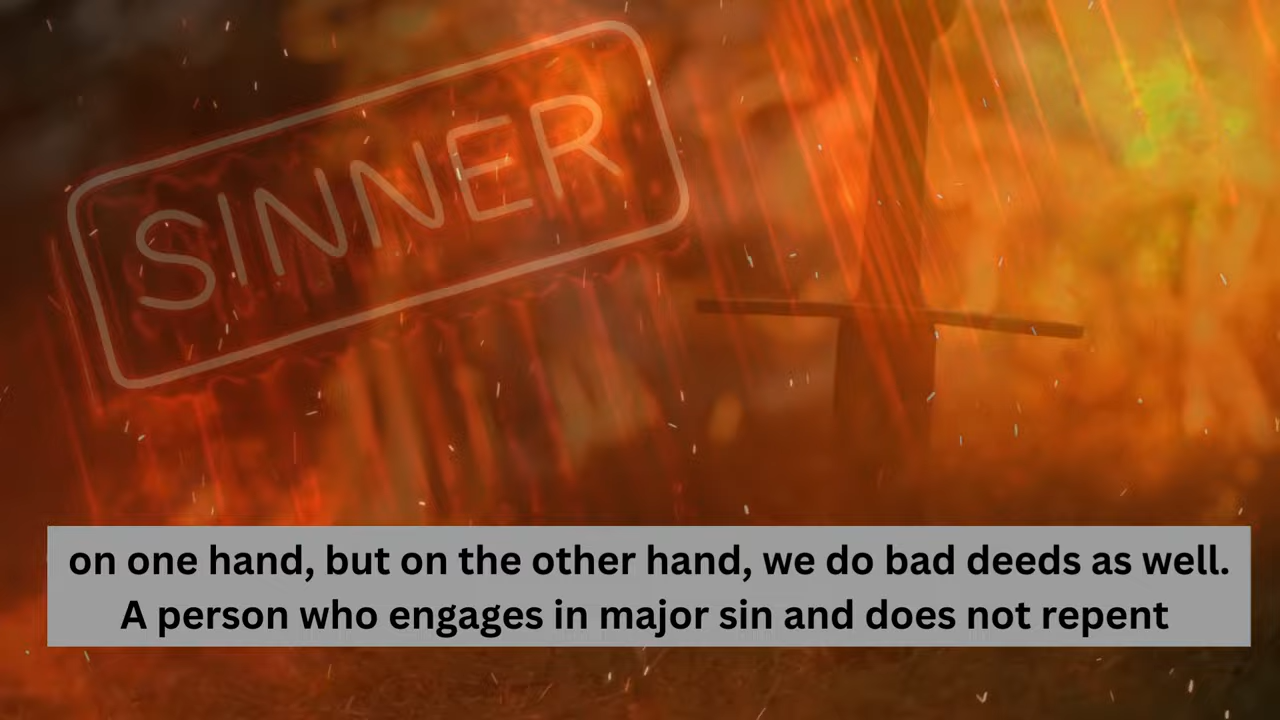 SINNER
on one hand, but on the other hand, we do bad deeds as well.
A person who engages in major sin and does not repent